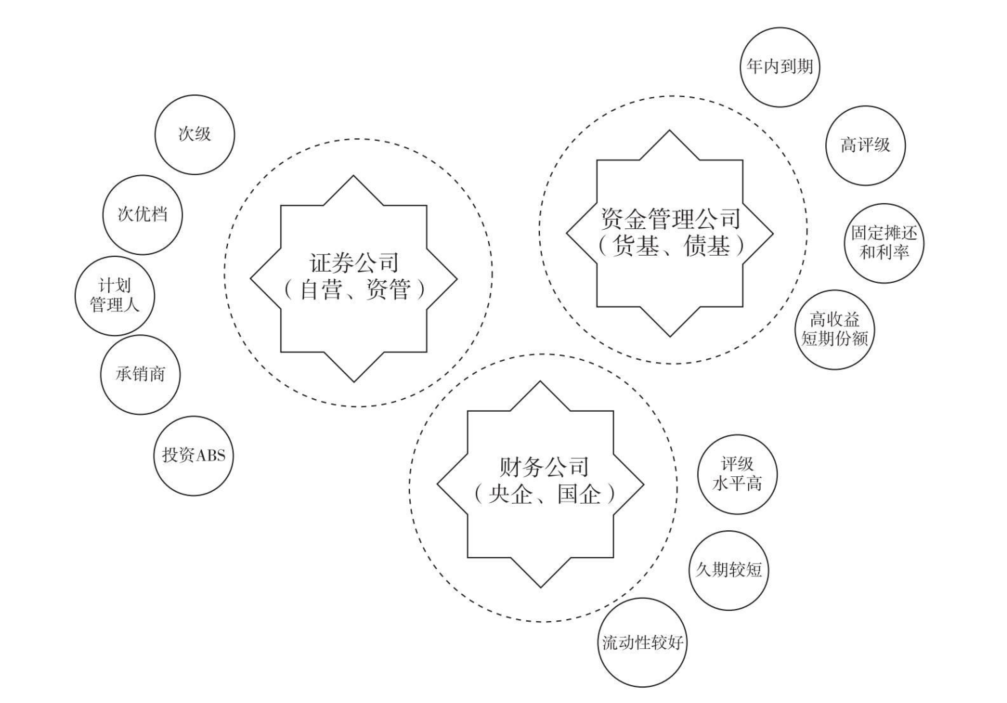 次级
次优档
计划
管理人
承销商
投资ABS
证券公司
（自营、资管）
年内到期
高评级
固定摊还
和利率
高收益
短期份额
资金管理公司
（货基、债基）
财务公司
（央企、国企）
评级
水平高
久期较短
流动性较好